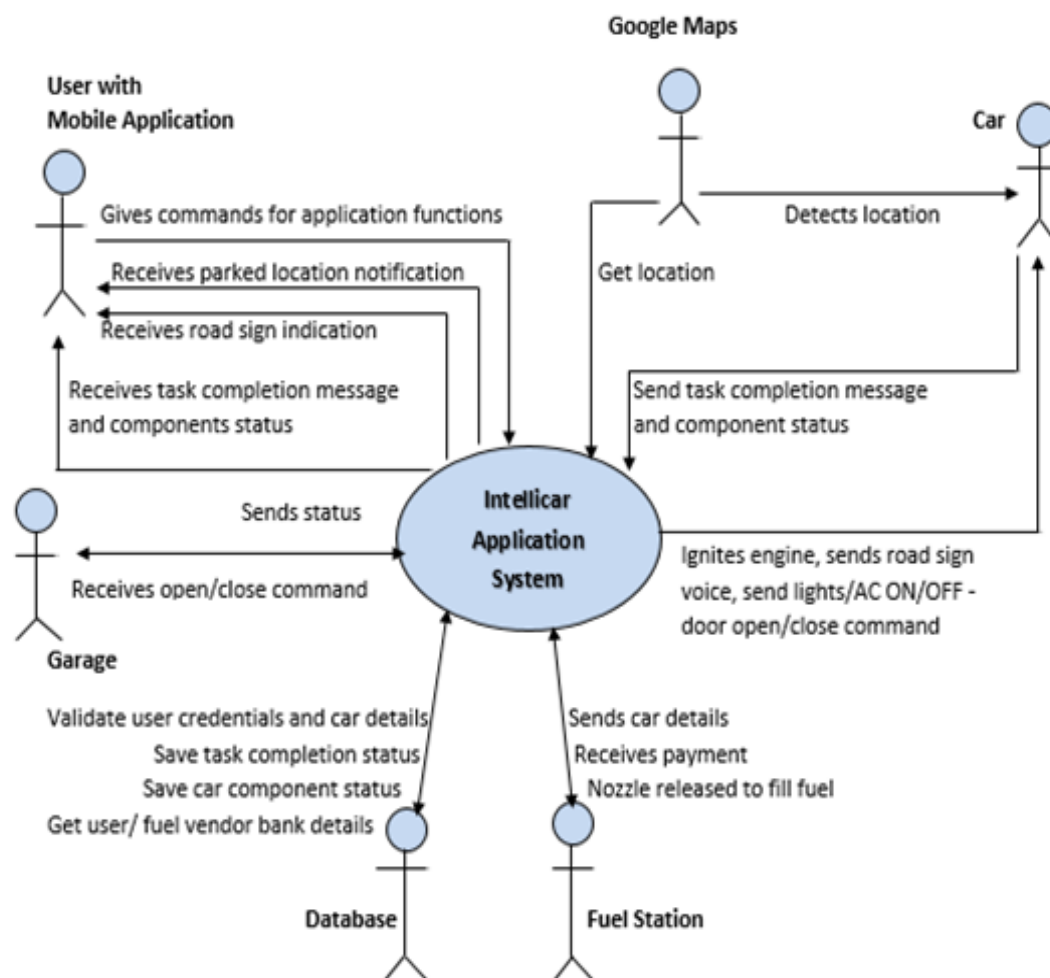 Google Maps
User with
Mobile Application
Car
Gives commands for application functions
Detects location
Receives parked location notification
Get location
Receives road sign indication
Receives task completion message
and components status
Send task completion message
and component status
Intellicar
Application
System
Sends status
Receives open/close command
Ignites engine, sends road sign
voice, send lights/AC ON/OFF -
door open/close command
Garage
Validate user credentials and car details
Save task completion status
Save car component status
Get user/ fuel vendor bank details
Sends car details
Receives payment
Nozzle released to fill fuel
Database
Fuel Station